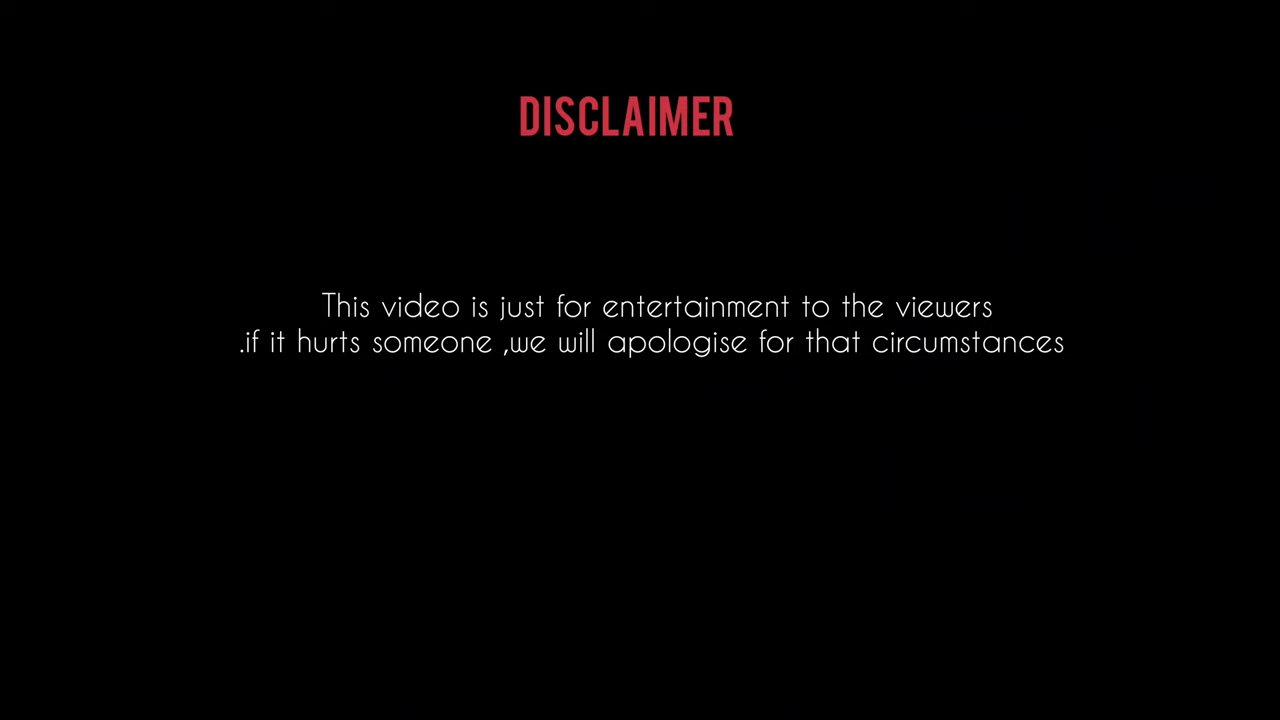 DISCLAIMER
This video is just for entertainment to the viewers
.if it hurts someone ,we will apologise for that circumstances